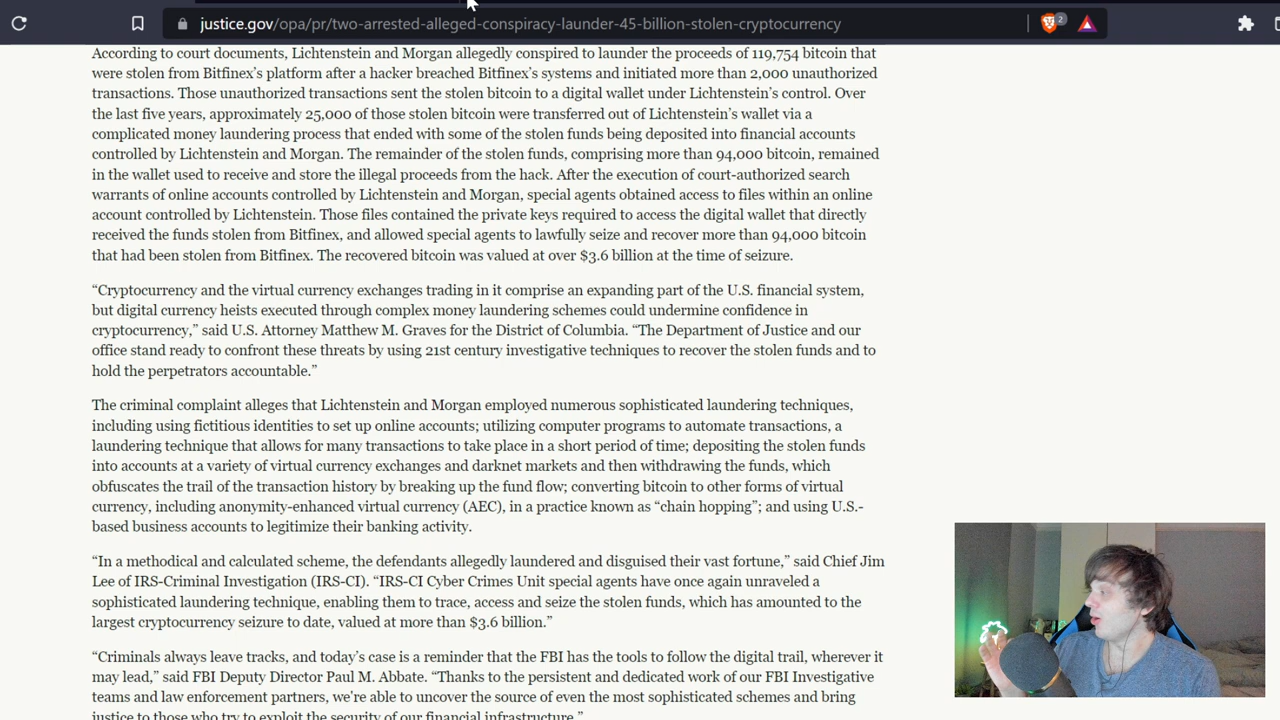 justice.gov/opa/pr/two-arrested-alleged-conspiracy-launder-45-billion-stolen-cryptocurrency
2
According to court documents, Lichtenstein and Morgan allegedly conspired to launder the proceeds of 119,754 bitcoin that
were stolen from Bitfinex’s platform after a hacker breached Bitfinex’s systems and initiated more than 2,000 unauthorized
transactions. Those unauthorized transactions sent the stolen bitcoin to a digital wallet under Lichtenstein’s control. Over
the last five years, approximately 25,000 of those stolen bitcoin were transferred out of Lichtenstein’s wallet via a
complicated money laundering process that ended with some of the stolen funds being deposited into financial accounts
controlled by Lichtenstein and Morgan. The remainder of the stolen funds, comprising more than 94,000 bitcoin, remained
in the wallet used to receive and store the illegal proceeds from the hack. After the execution of court-authorized search
warrants of online accounts controlled by Lichtenstein and Morgan, special agents obtained access to files within an online
account controlled by Lichtenstein. Those files contained the private keys required to access the digital wallet that directly
received the funds stolen from Bitfinex, and allowed special agents to lawfully seize and recover more than 94,000 bitcoin
that had been stolen from Bitfinex. The recovered bitcoin was valued at over $3.6 billion at the time of seizure.
“Cryptocurrency and the virtual currency exchanges trading in it comprise an expanding part of the U.S. financial system,
but digital currency heists executed through complex money laundering schemes could undermine confidence in
cryptocurrency,” said U.S. Attorney Matthew M. Graves for the District of Columbia. “The Department of Justice and our
office stand ready to confront these threats by using 21st century investigative techniques to recover the stolen funds and to
hold the perpetrators accountable.”
The criminal complaint alleges that Lichtenstein and Morgan employed numerous sophisticated laundering techniques,
including using fictitious identities to set up online accounts; utilizing computer programs to automate transactions, a
laundering technique that allows for many transactions to take place in a short period of time; depositing the stolen funds
into accounts at a variety of virtual currency exchanges and darknet markets and then withdrawing the funds, which
obfuscates the trail of the transaction history by breaking up the fund flow; converting bitcoin to other forms of virtual
currency, including anonymity-enhanced virtual currency (AEC), in a practice known as “chain hopping”; and using U.S.-
based business accounts to legitimize their banking activity.
“In a methodical and calculated scheme, the defendants allegedly laundered and disguised their vast fortune,” said Chief Jim
Lee of IRS-Criminal Investigation (IRS-CI). “IRS-CI Cyber Crimes Unit special agents have once again unraveled a
sophisticated laundering technique, enabling them to trace, access and seize the stolen funds, which has amounted to the
largest cryptocurrency seizure to date, valued at more than $3.6 billion.”
“Criminals always leave tracks, and today’s case is a reminder that the FBI has the tools to follow the digital trail, wherever it
may lead,” said FBI Deputy Director Paul M. Abbate. “Thanks to the persistent and dedicated work of our FBI Investigative
teams and law enforcement partners, we’re able to uncover the source of even the most sophisticated schemes and bring
justice to those who try to exploit the security of our financial infrastructure.”